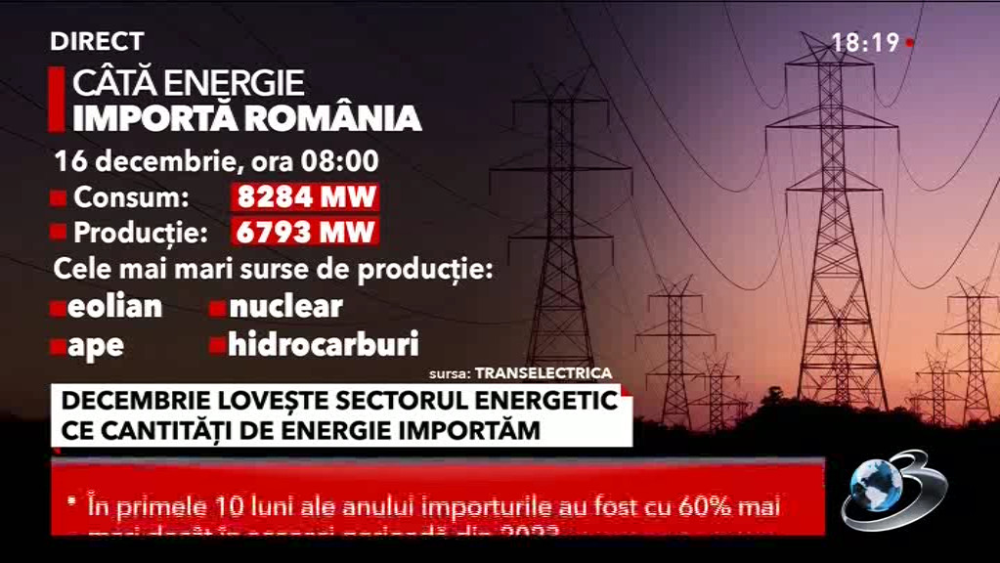 DIRECT
18:19
CÂTĂ ENERGIE
IMPORTĂ ROMÂNIA
16 decembrie, ora 08:00
Consum: 8284 MW
Producție: 6793 MW
Cele mai mari surse de producție:
eolian nuclear
ape hidrocarburi
sursa: TRANSELECTRICA
DECEMBRIE LOVEȘTE SECTORUL ENERGETIC
CE CANTITĂȚI DE ENERGIE IMPORTĂM
* În primele 10 luni ale anului importurile au fost cu 60% mai
3